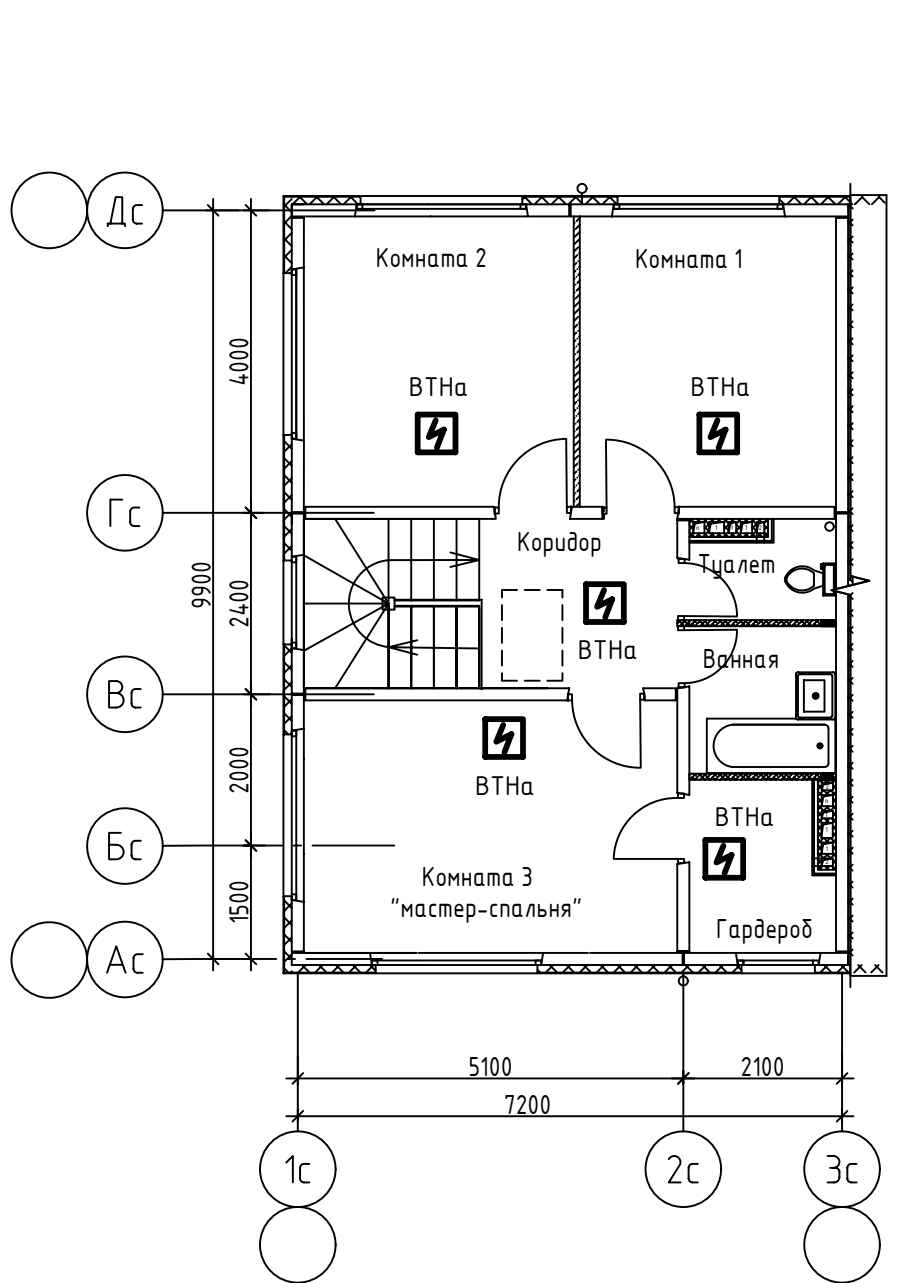 Дс
Комната 2
Комната 1
4000
ВТНа
ВТНа
Гс
Коридор
Туалет
9900
2400
ВТНа
Ванная
Вс
2000
ВТНа
ВТНа
Бс
Комната 3
"мастер-спальня"
1500
Гардероб
Ас
5100
2100
7200
1с
2с
3с